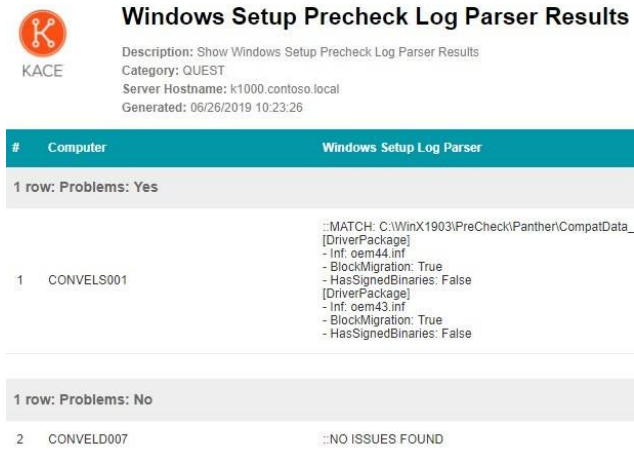 KACE
Windows Setup Precheck Log Parser Results
Description: Show Windows Setup Precheck Log Parser Results
Category: QUEST
Server Hostname: k1000.contoso.local
Generated: 06/26/2019 10:23:26
# Computer Windows Setup Log Parser
1 row: Problems: Yes
1 CONVELS001 ::MATCH: C:\WinX1903\PreCheck\Panther\CompatData_
[DriverPackage]
- Inf: oem44.inf
- BlockMigration: True
- HasSignedBinaries: False
[DriverPackage]
- Inf: oem43.inf
- BlockMigration: True
- HasSignedBinaries: False
1 row: Problems: No
2 CONVELD007 ::NO ISSUES FOUND